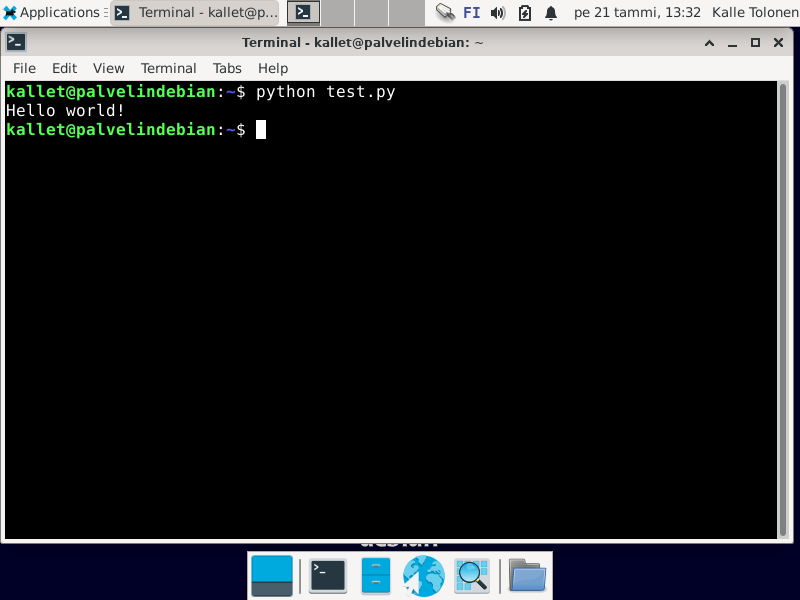 Applications
Terminal - kallet@p...
FI
pe 21 tammi, 13:32
Kalle Tolonen
Terminal - kallet@palvelindebian: ~
File Edit View Terminal Tabs Help
kallet@palvelindebian:~$ python test.py
Hello world!
kallet@palvelindebian:~$